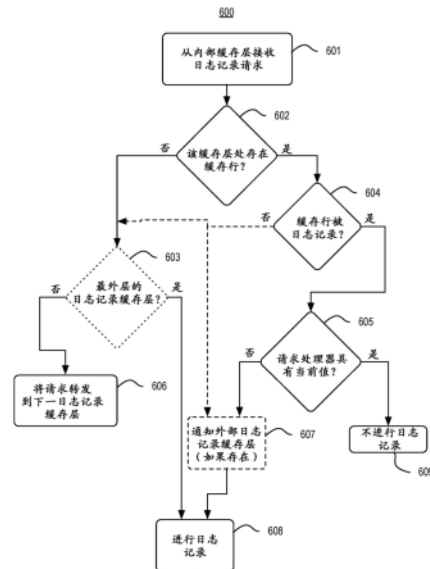 600
从内部缓存层接收
日志记录请求
601
602
否
该缓存层处存在
缓存行?
是
604
否
缓存行被
日志记录?
是
603
否
最外层的
日志记录缓存层?
是
605
否
请求处理器具
有当前值?
是
将请求转发
到下一日志记录
缓存层
606
通知外部日志
记录缓存层
(如果存在)
607
不进行日志
记录
进行日志
记录
608